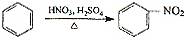 HNO₃, H₂SO₄
△
NO₂